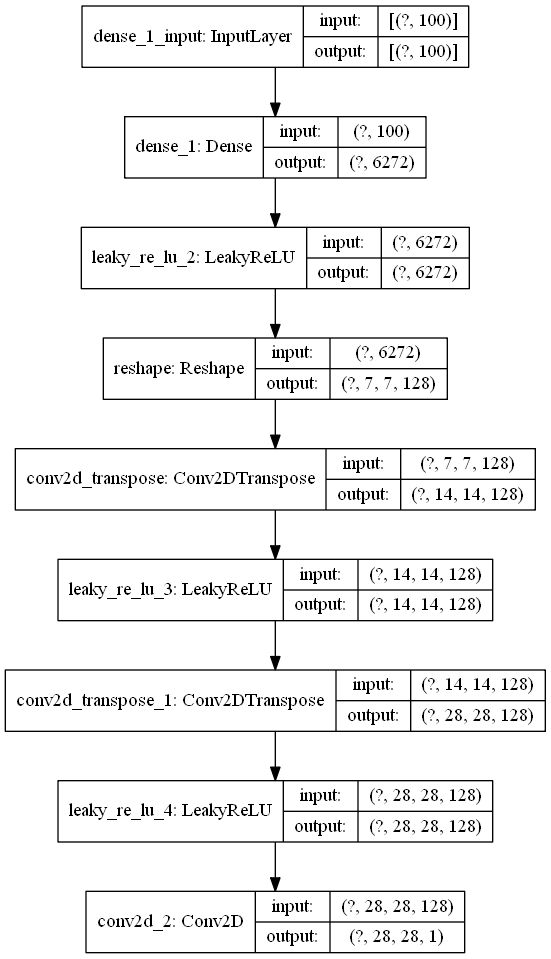 dense_1_input: InputLayer
input: [(?, 100)]
output: [(?, 100)]
dense_1: Dense
input: (?, 100)
output: (?, 6272)
leaky_re_lu_2: LeakyReLU
input: (?, 6272)
output: (?, 6272)
reshape: Reshape
input: (?, 6272)
output: (?, 7, 7, 128)
conv2d_transpose: Conv2DTranspose
input: (?, 7, 7, 128)
output: (?, 14, 14, 128)
leaky_re_lu_3: LeakyReLU
input: (?, 14, 14, 128)
output: (?, 14, 14, 128)
conv2d_transpose_1: Conv2DTranspose
input: (?, 14, 14, 128)
output: (?, 28, 28, 128)
leaky_re_lu_4: LeakyReLU
input: (?, 28, 28, 128)
output: (?, 28, 28, 128)
conv2d_2: Conv2D
input: (?, 28, 28, 128)
output: (?, 28, 28, 1)